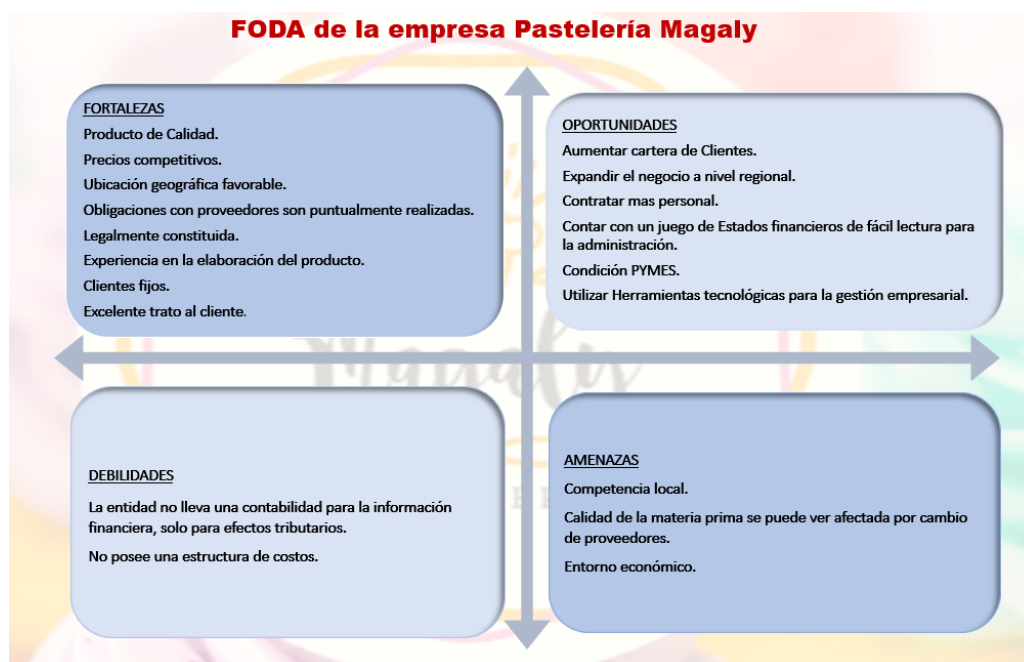 FODA de la empresa Pastelería Magaly
FORTALEZAS
Producto de Calidad.
Precios competitivos.
Ubicación geográfica favorable.
Obligaciones con proveedores son puntualmente realizadas.
Legalmente constituida.
Experiencia en la elaboración del producto.
Clientes fijos.
Excelente trato al cliente.
OPORTUNIDADES
Aumentar cartera de Clientes.
Expandir el negocio a nivel regional.
Contratar mas personal.
Contar con un juego de Estados financieros de fácil lectura para
la administración.
Condición PYMES.
Utilizar Herramientas tecnológicas para la gestión empresarial.
Magaly
DEBILIDADES
La entidad no lleva una contabilidad para la información
financiera, solo para efectos tributarios.
No posee una estructura de costos.
AMENAZAS
Competencia local.
Calidad de la materia prima se puede ver afectada por cambio
de proveedores.
Entorno económico.